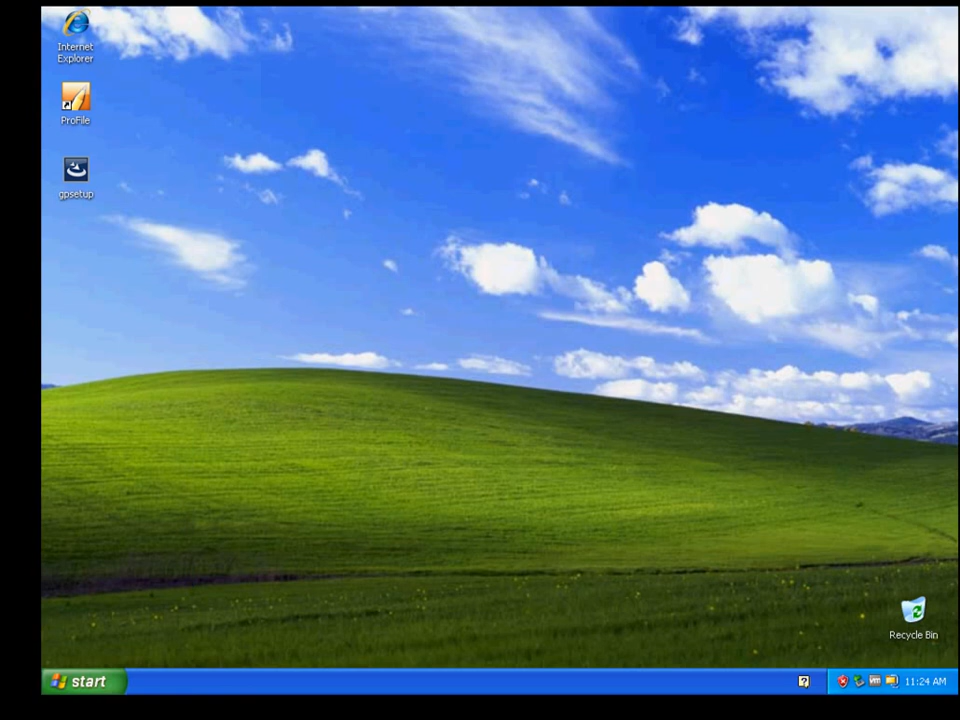 Internet
Explorer
ProFile
gpsetup
Recycle Bin
start
?
11:24 AM